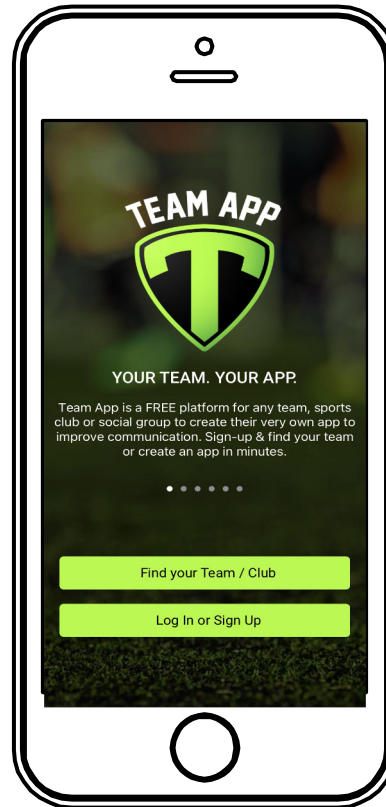 TEAM APP
T
YOUR TEAM. YOUR APP.
Team App is a FREE platform for any team, sports
club or social group to create their very own app to
improve communication. Sign-up & find your team
or create an app in minutes.
Find your Team / Club
Log In or Sign Up